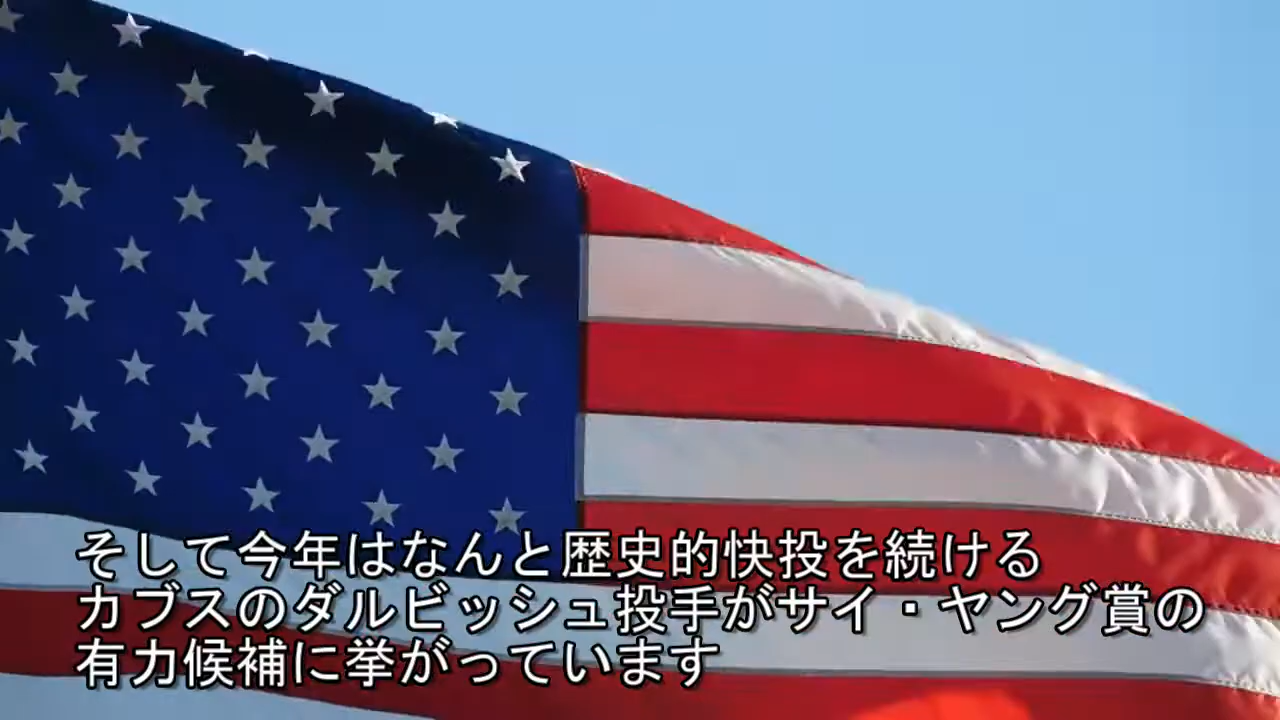 そして今年はなんと歴史的快投を続ける
カブスのダルビッシュ投手がサイ・ヤング賞の
有力候補に挙がっています